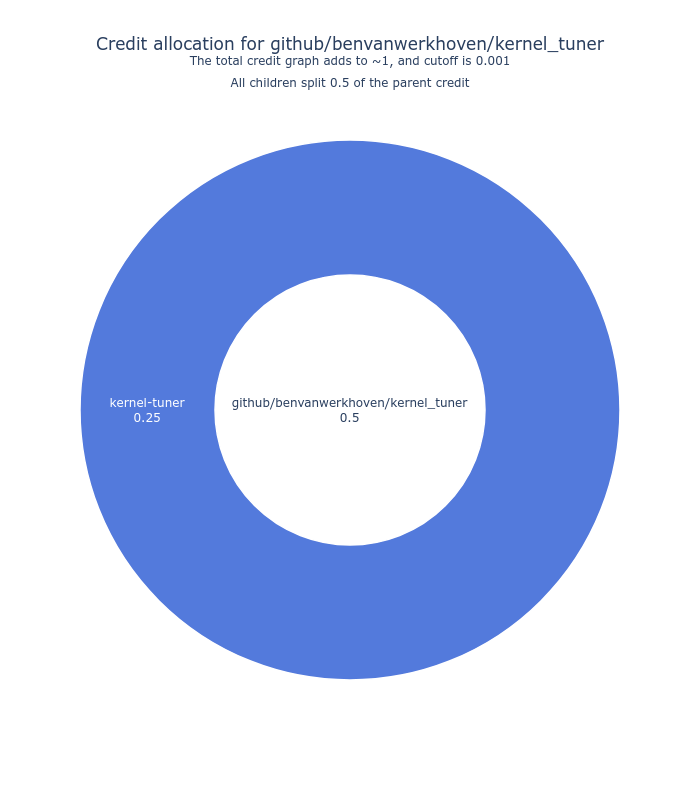 Credit allocation for github/benvanwerkhoven/kernel_tuner
The total credit graph adds to ~1, and cutoff is 0.001
All children split 0.5 of the parent credit
kernel-tuner
0.25
github/benvanwerkhoven/kernel_tuner
0.5